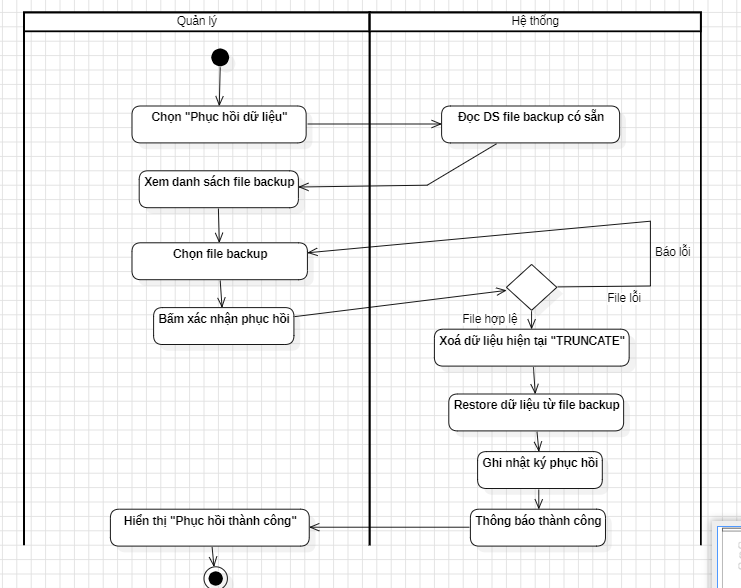 Quản lý
Hệ thống
Chọn "Phục hồi dữ liệu"
Đọc DS file backup có sẵn
Xem danh sách file backup
Chọn file backup
Báo lỗi
File lỗi
Bấm xác nhận phục hồi
File hợp lệ
Xoá dữ liệu hiện tại "TRUNCATE"
Restore dữ liệu từ file backup
Ghi nhật ký phục hồi
Hiển thị "Phục hồi thành công"
Thông báo thành công